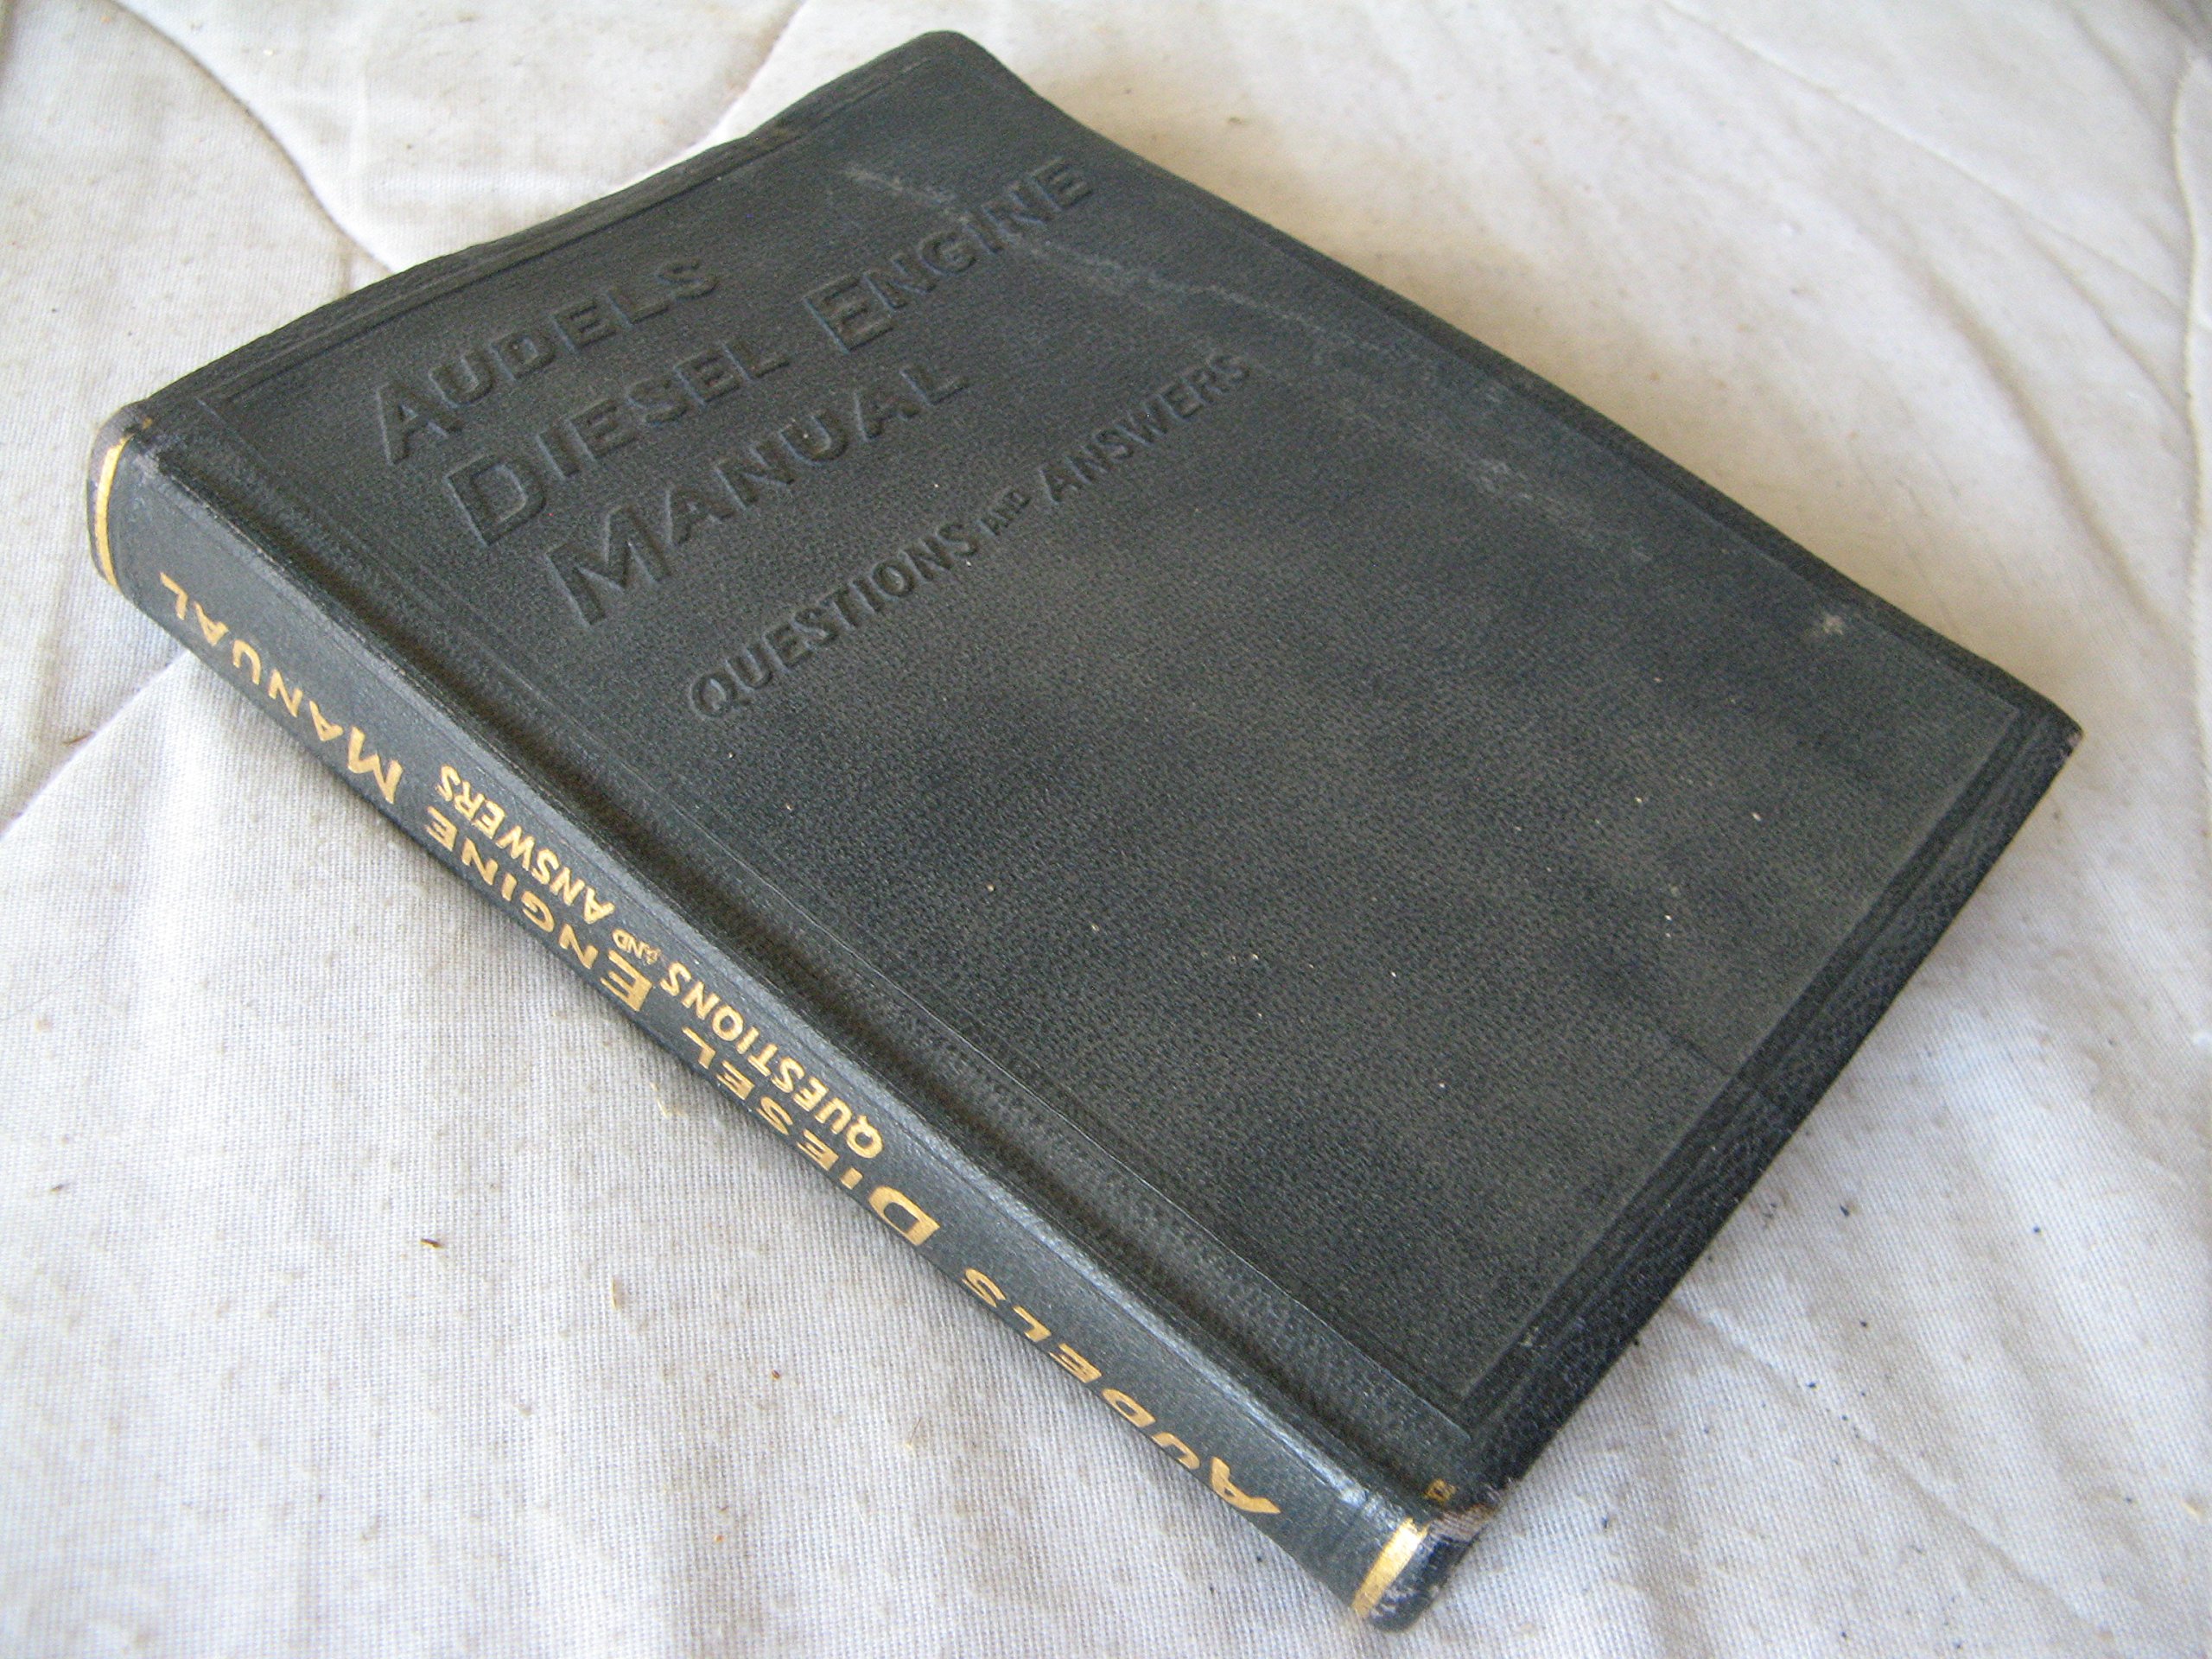 AUDELS
DIESEL ENGINE
MANUAL
QUESTIONS AND ANSWERS
AUDELS DIESEL ENGINE MANUAL
QUESTIONS AND ANSWERS